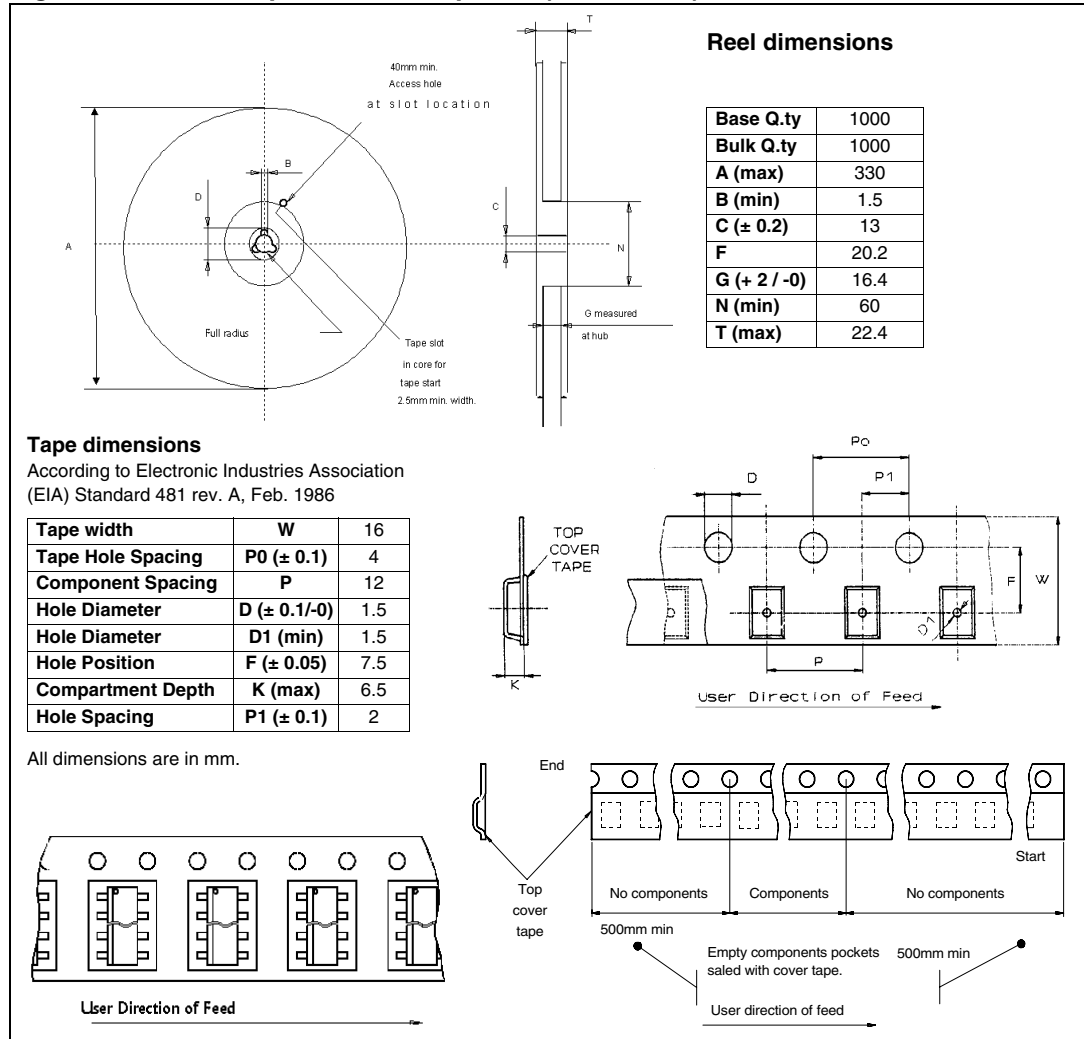 T
Reel dimensions
40mm min.
Access hole
at slot location
B
D
C
A
N
G measured
at hub
Full radius
Tape slot
in core for
tape start
2.5mm min. width.
Base Q.ty 1000
Bulk Q.ty 1000
A (max) 330
B (min) 1.5
C (± 0.2) 13
F 20.2
G (+ 2 / -0) 16.4
N (min) 60
T (max) 22.4
Tape dimensions
According to Electronic Industries Association
(EIA) Standard 481 rev. A, Feb. 1986
Tape width W 16
Tape Hole Spacing P0 (± 0.1) 4
Component Spacing P 12
Hole Diameter D (± 0.1/-0) 1.5
Hole Diameter D1 (min) 1.5
Hole Position F (± 0.05) 7.5
Compartment Depth K (max) 6.5
Hole Spacing P1 (± 0.1) 2
All dimensions are in mm.
Po
D
P1
TOP
COVER
TAPE
F
W
D1
P
K
User Direction of Feed
End
Start
Top
cover
tape
No components
Components
No components
500mm min
Empty components pockets
saled with cover tape.
500mm min
User direction of feed
User Direction of Feed